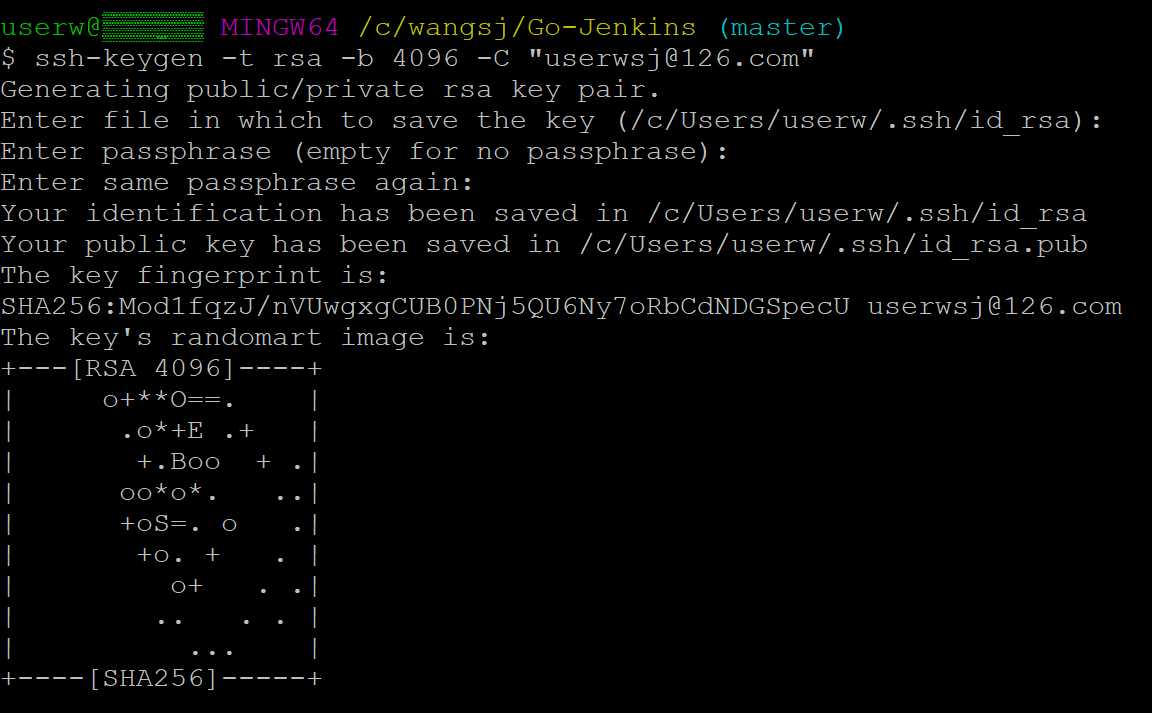 userw@▒▒▒▒▒▒ MINGW64 /c/wangsj/Go-Jenkins (master)
$ ssh-keygen -t rsa -b 4096 -C "userwsj@126.com"
Generating public/private rsa key pair.
Enter file in which to save the key (/c/Users/userw/.ssh/id_rsa):
Enter passphrase (empty for no passphrase):
Enter same passphrase again:
Your identification has been saved in /c/Users/userw/.ssh/id_rsa
Your public key has been saved in /c/Users/userw/.ssh/id_rsa.pub
The key fingerprint is:
SHA256:Mod1fqzJ/nVUwgxgCUB0PNj5QU6Ny7oRbCdNDGSpecU userwsj@126.com
The key's randomart image is:
+---[RSA 4096]----+
|     o+**O==.    |
|      .o*+E .+   |
|       +.Boo  + .|
|      oo*o*.   ..|
|      +oS=. o   .|
|       +o. +   . |
|         o+   . .|
|        ..   . . |
|          ...    |
+----[SHA256]-----+